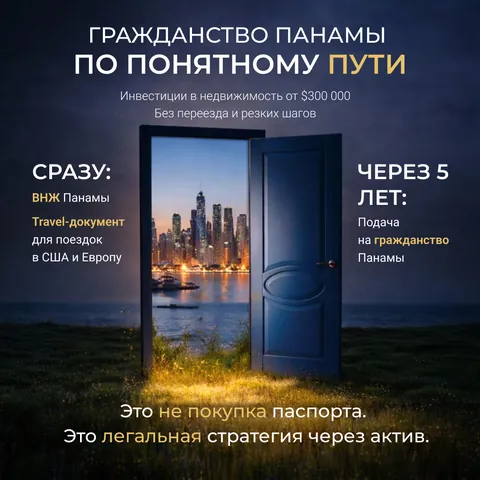 ГРАЖДАНСТВО ПАНАМЫ
ПО ПОНЯТНОМУ ПУТИ
Инвестиции в недвижимость от $300 000
Без переезда и резких шагов
СРАЗУ:
ВНЖ Панамы
Travel-документ
для поездок
в США и Европу
ЧЕРЕЗ 5
ЛЕТ:
Подача
на гражданство
Панамы
Это не покупка паспорта.
Это легальная стратегия через актив.